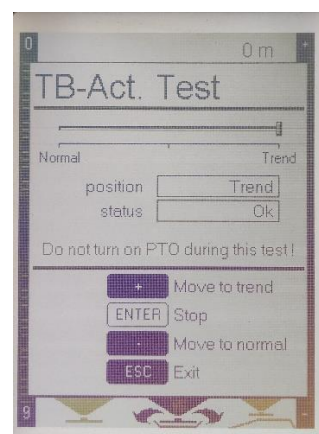 0 0 m +
TB-Act. Test
Normal Trend
position Trend
status Ok
Do not turn on PTO during this test!
+ Move to trend
ENTER Stop
- Move to normal
ESC Exit
9 -